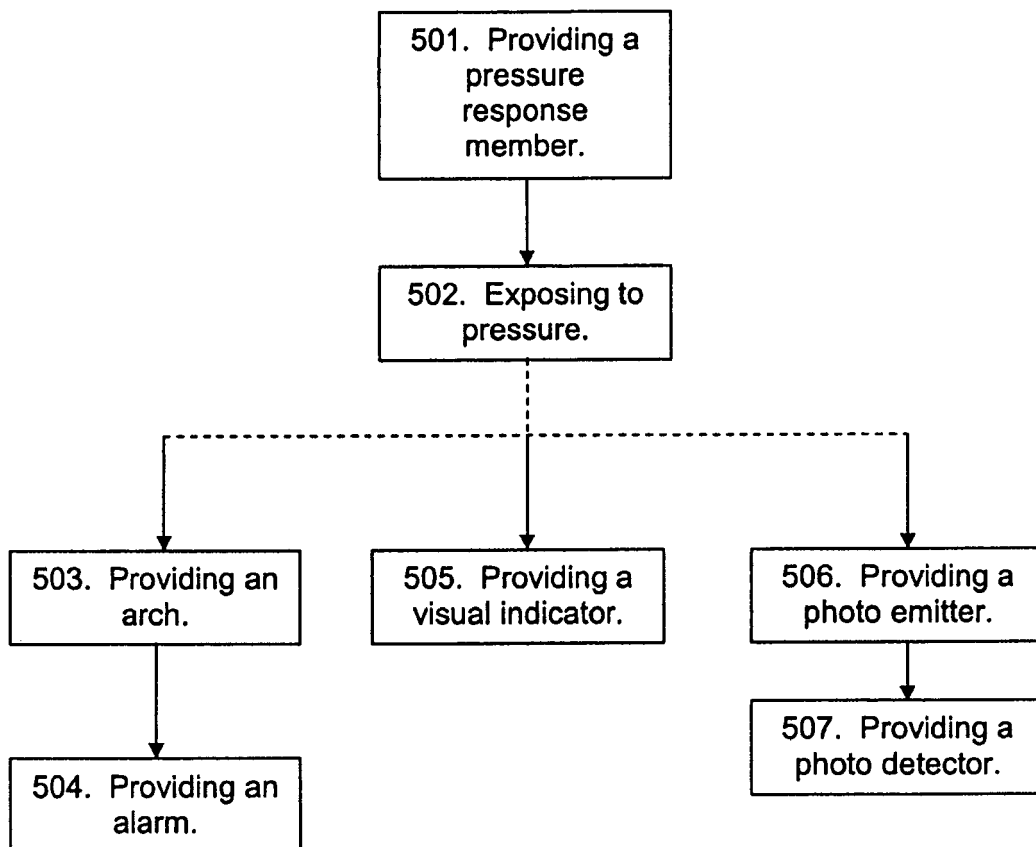 501. Providing a
pressure
response
member.
502. Exposing to
pressure.
503. Providing an
arch.
505. Providing a
visual indicator.
506. Providing a
photo emitter.
504. Providing an
alarm.
507. Providing a
photo detector.